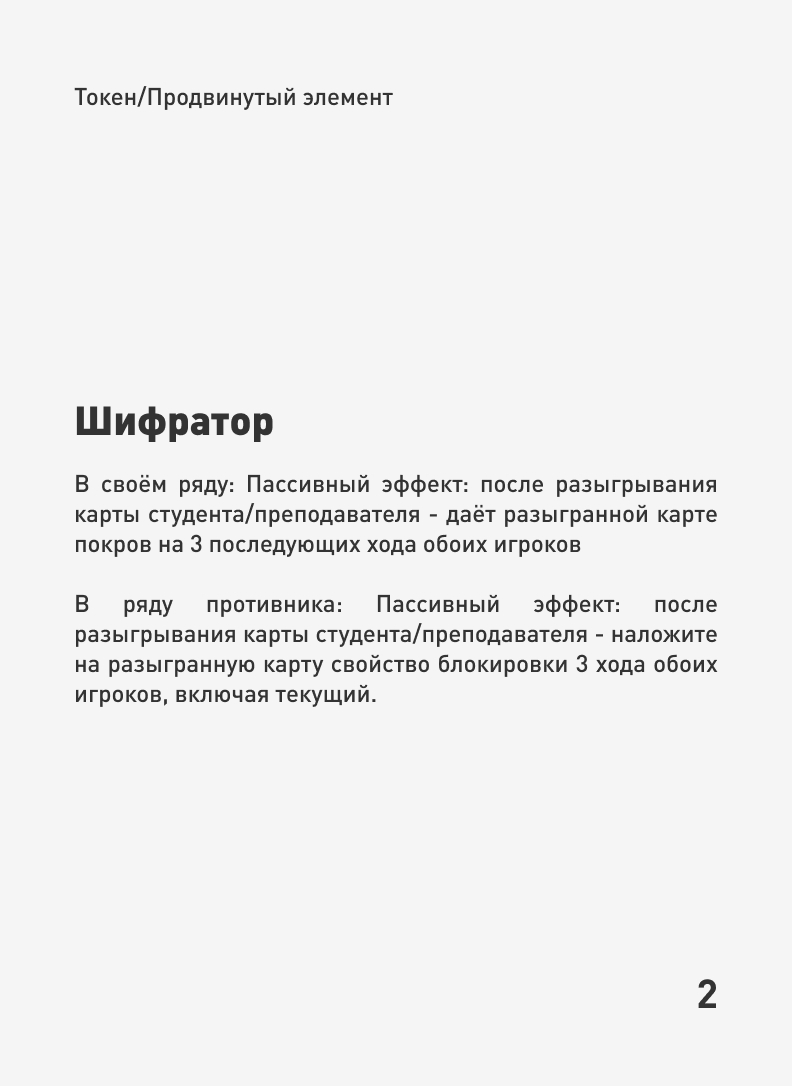 Токен/Продвинутый элемент
Шифратор
В своём ряду: Пассивный эффект: после разыгрывания
карты студента/преподавателя - даёт разыгранной карте
покров на 3 последующих хода обоих игроков
В ряду противника: Пассивный эффект: после
разыгрывания карты студента/преподавателя - наложите
на разыгранную карту свойство блокировки 3 хода обоих
игроков, включая текущий.
2